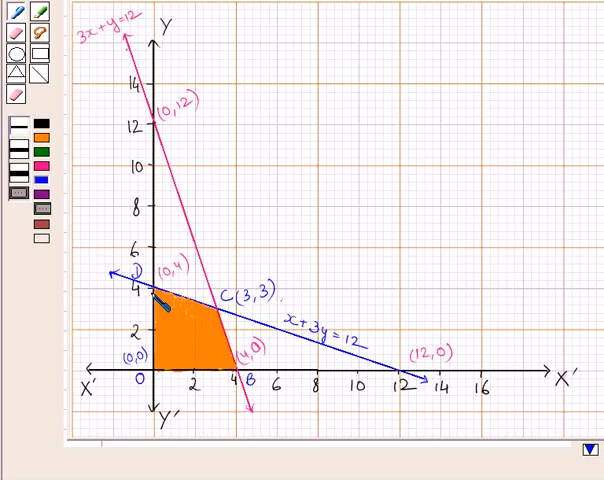 3x+y=12
Y
14
(0,12)
12
10
8
6
D (0,4)
4
C(3,3)
2
x+3y=12
(0,0)
(4,0)
(12,0)
X' O 2 4 B 6 8 10 12 14 16 X'
Y'